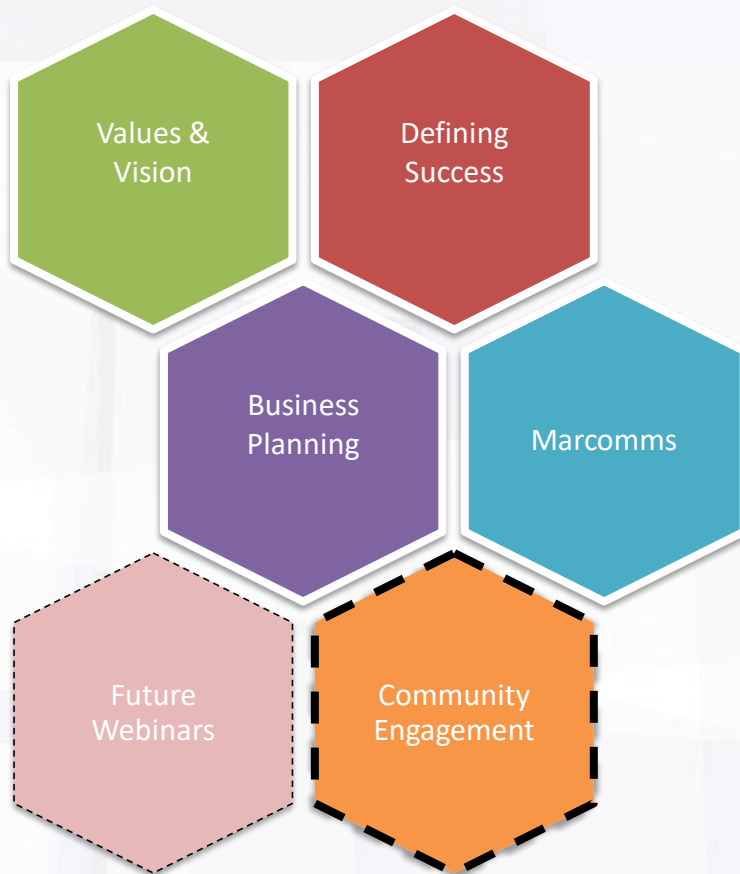 Values &
Vision
Defining
Success
Business
Planning
Marcomms
Future
Webinars
Community
Engagement